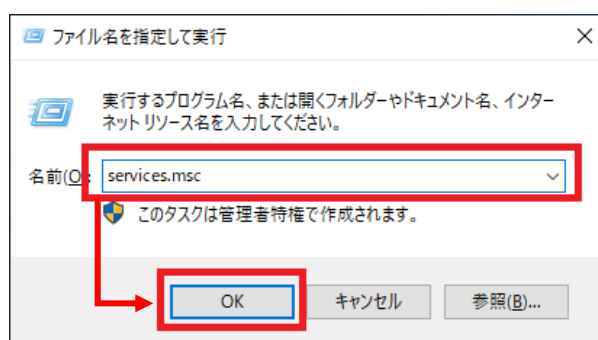 ファイル名を指定して実行
実行するプログラム名、または開くフォルダーやドキュメント名、インター
ネット リソース名を入力してください。
名前(O): services.msc
このタスクは管理者特権で作成されます。
OK キャンセル 参照(B)...